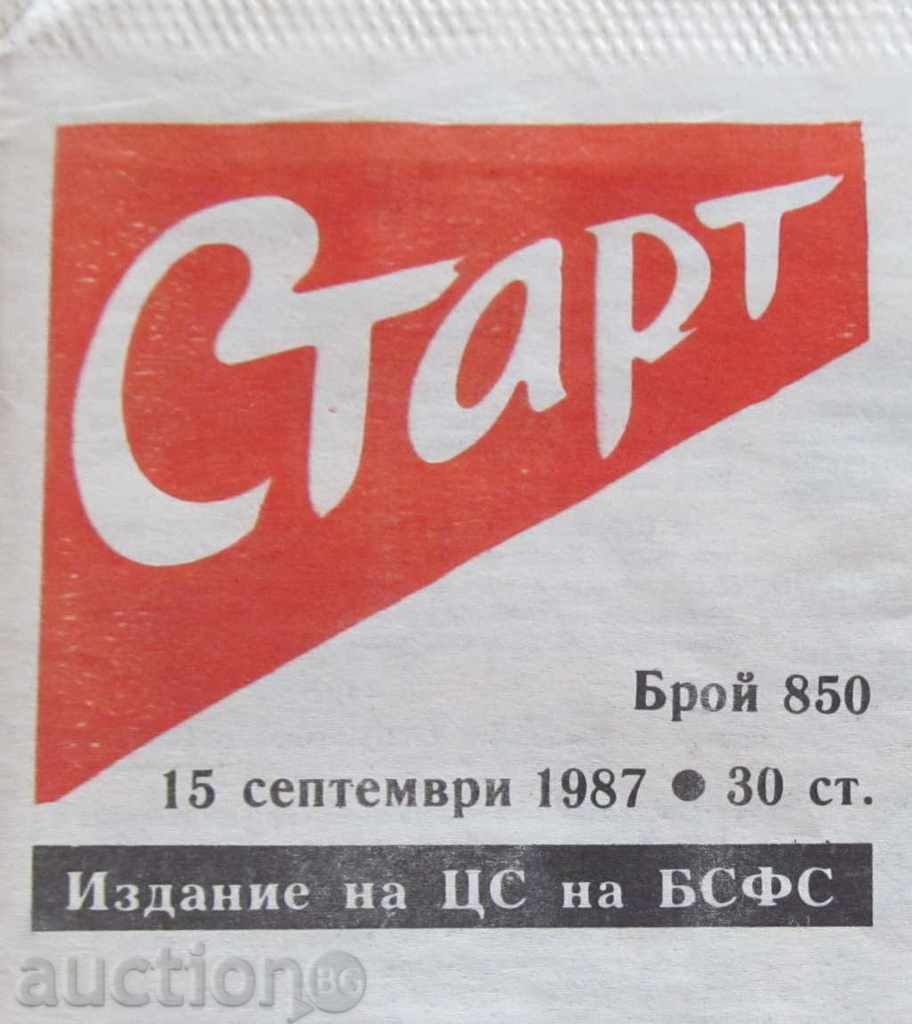 Старт
Брой 850
15 септември 1987 ● 30 ст.
Издание на ЦС на БСФС
auction BG